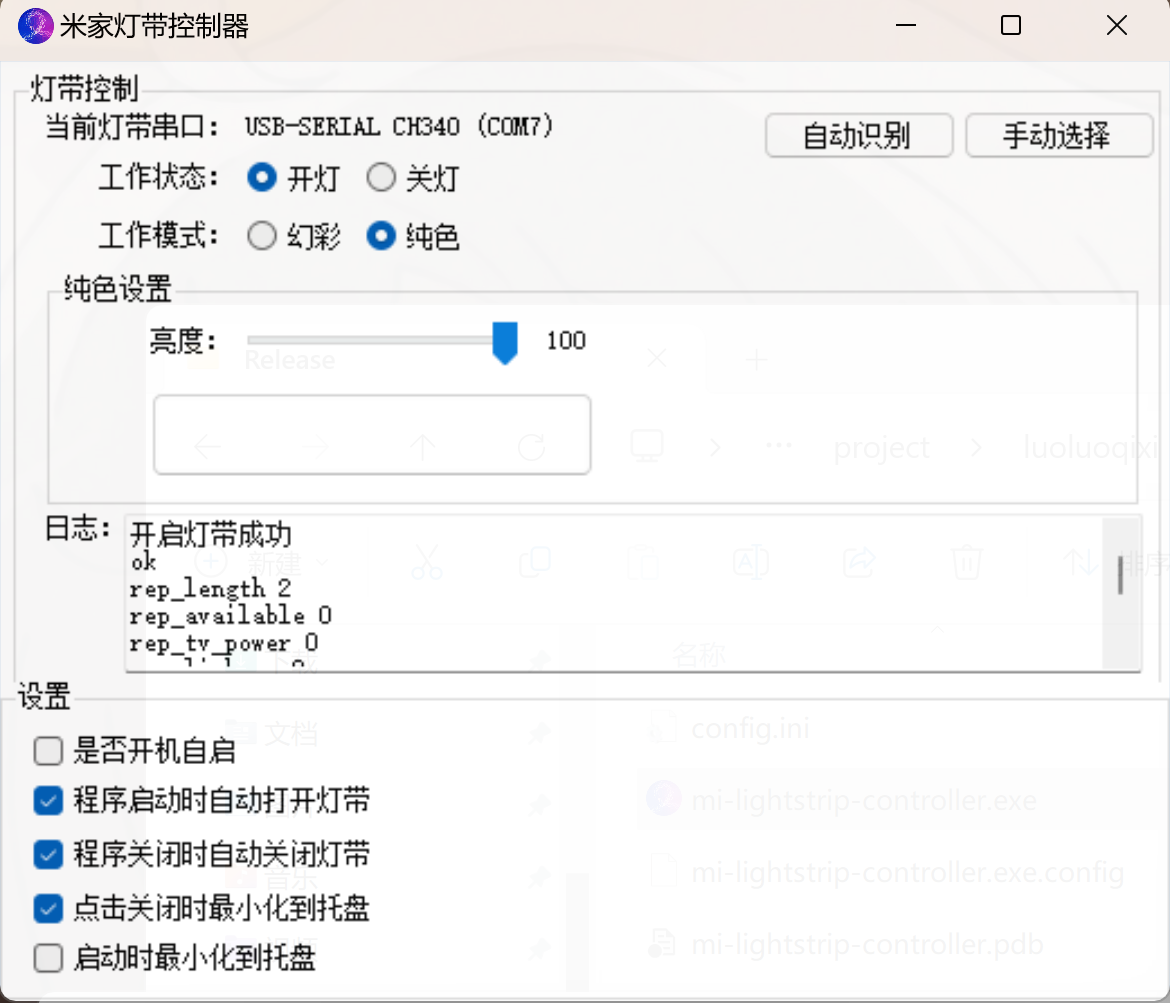 米家灯带控制器
灯带控制
当前灯带串口： USB-SERIAL CH340 (COM7)
自动识别
手动选择
工作状态： 开灯 关灯
工作模式： 幻彩 纯色
纯色设置
亮度： 100
Release
project luoluoqixi
日志：
开启灯带成功
ok
rep_length 2
rep_available 0
rep_tv_power 0
新建
排序
下载
名称
设置
文档
config.ini
是否开机自启
程序启动时自动打开灯带
mi-lightstrip-controller.exe
程序关闭时自动关闭灯带
音乐
mi-lightstrip-controller.exe.config
点击关闭时最小化到托盘
启动时最小化到托盘
mi-lightstrip-controller.pdb